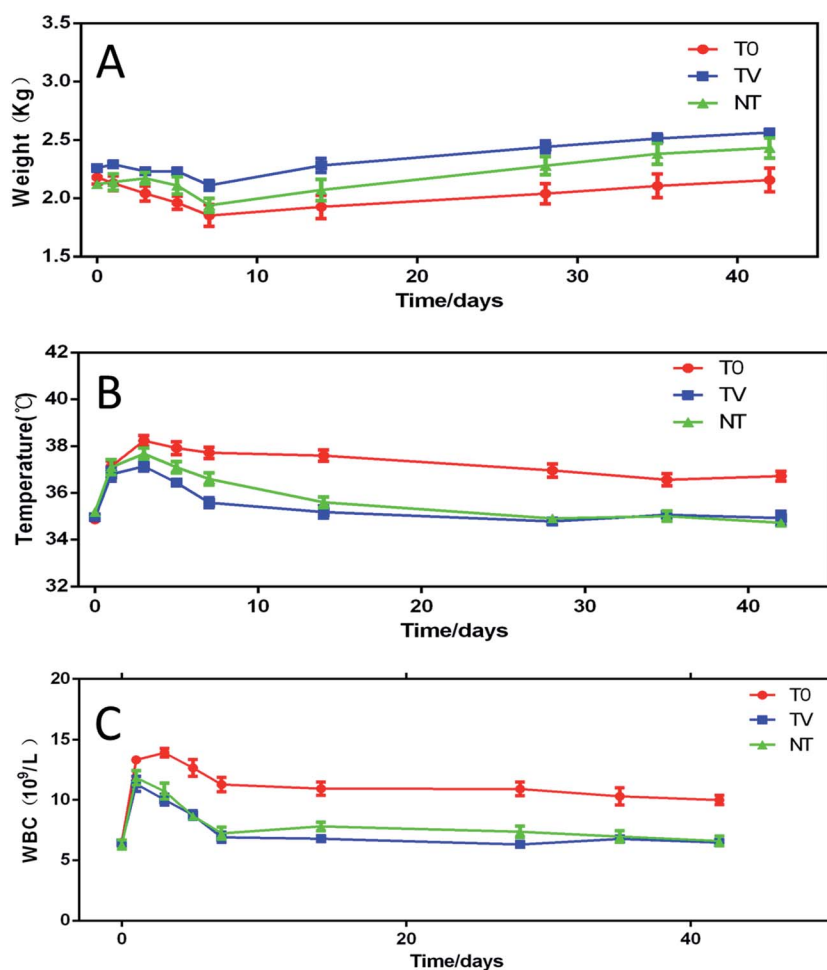 A
3.5
3.0
2.5
2.0
1.5
Weight (Kg)
T0
TV
NT
0 10 20 30 40
Time/days
B
42
40
38
36
34
32
Temperature(℃)
T0
TV
NT
0 10 20 30 40
Time/days
C
20
15
10
5
0
WBC (10⁹/L)
T0
TV
NT
0 20 40
Time/days